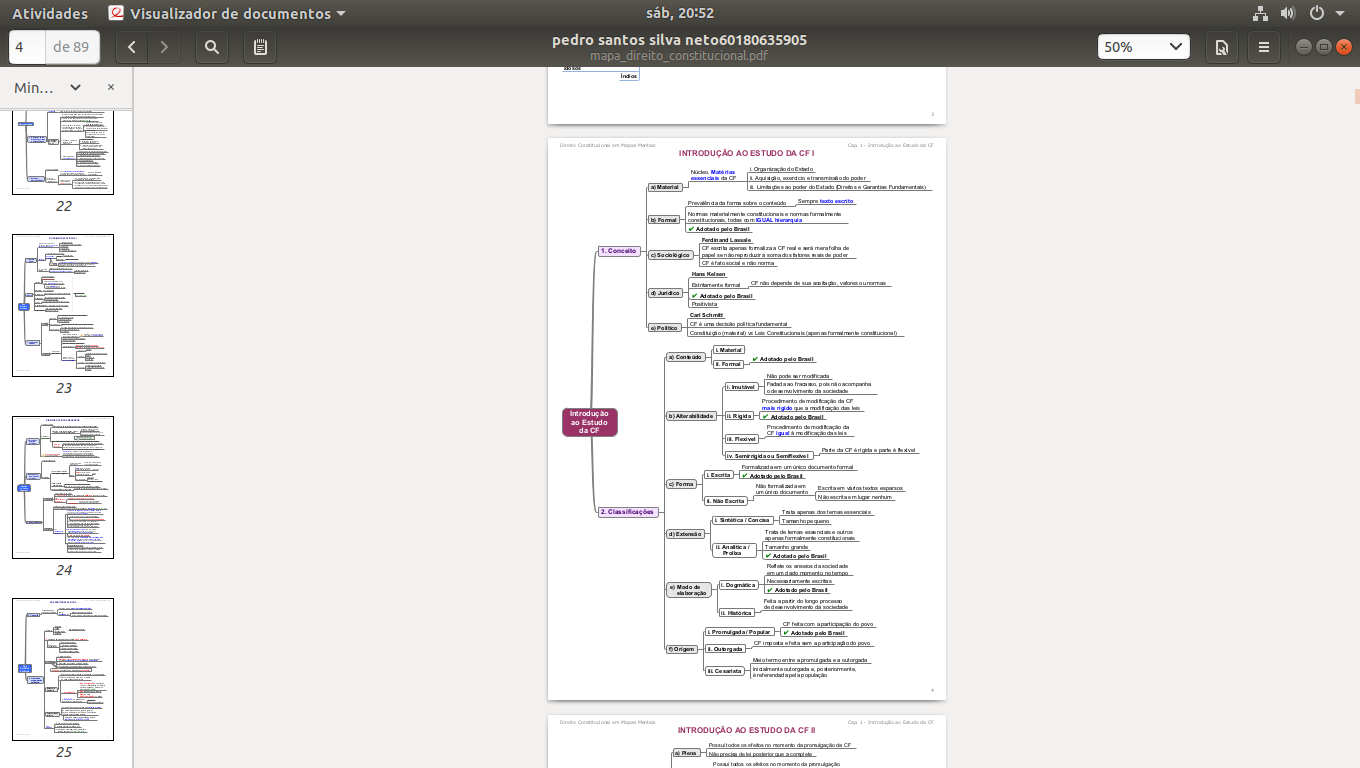 Atividades
Visualizador de documentos
sáb, 20:52
4
de 89
pedro santos silva neto60180635905
mapa_direito_constitucional.pdf
50%
Min…
22
23
24
25
idosos
Índios
3
Direito Constitucional em Mapas Mentais
Cap. 1 - Introdução ao Estudo da CF
INTRODUÇÃO AO ESTUDO DA CF I
Introdução
ao Estudo
da CF
1. Conceito
a) Material
Núcleo. Matérias
essenciais da CF
i. Organização do Estado
ii. Aquisição, exercício e transmissão do poder
iii. Limitações ao poder do Estado (Direitos e Garantias Fundamentais)
b) Formal
Prevalência da forma sobre o conteúdo
Sempre texto escrito
Normas materialmente constitucionais e normas formalmente
constitucionais, todas com IGUAL hierarquia
✔ Adotado pelo Brasil
c) Sociológico
Ferdinand Lassale
CF escrita apenas formaliza a CF real e será mera folha de
papel se não reproduzir a soma dos fatores reais de poder
CF é fato social e não norma
d) Jurídico
Hans Kelsen
Estritamente formal
CF não depende de sua aceitação, valores ou normas
✔ Adotado pelo Brasil
Positivista
e) Político
Carl Schmitt
CF é uma decisão política fundamental
Constituição (material) vs Leis Constitucionais (apenas formalmente constitucional)
2. Classificações
a) Conteúdo
i. Material
ii. Formal
✔ Adotado pelo Brasil
b) Alterabilidade
i. Imutável
Não pode ser modificada
Fadada ao fracasso, pois não acompanha
o desenvolvimento da sociedade
ii. Rígida
Procedimento de modificação da CF
mais rígido que a modificação das leis
✔ Adotado pelo Brasil
iii. Flexível
Procedimento de modificação da
CF igual à modificação das leis
iv. Semirrígida ou Semiflexível
Parte da CF é rígida e parte é flexível
c) Forma
i. Escrita
Formalizada em um único documento formal
✔ Adotado pelo Brasil
ii. Não Escrita
Não formalizada em
um único documento
Escrita em vários textos esparsos
Não escrita em lugar nenhum
d) Extensão
i. Sintética / Concisa
Trata apenas dos temas essenciais
Tamanho pequeno
ii. Analítica /
Prolixa
Trata de temas essenciais e outros
apenas formalmente constitucionais
Tamanho grande
✔ Adotado pelo Brasil
e) Modo de
elaboração
i. Dogmática
Reflete os anseios da sociedade
em um dado momento no tempo
Necessariamente escritas
✔ Adotado pelo Brasil
ii. Histórica
Feita a partir do longo processo
de desenvolvimento da sociedade
f) Origem
i. Promulgada / Popular
CF feita com a participação do povo
✔ Adotado pelo Brasil
ii. Outorgada
CF imposta e feita sem a participação do povo
iii. Cesarista
Meio termo entre a promulgada e a outorgada
Inicialmente outorgada e, posteriormente,
é referendada pela população
4
Direito Constitucional em Mapas Mentais
Cap. 1 - Introdução ao Estudo da CF
INTRODUÇÃO AO ESTUDO DA CF II
a) Plena
Possui todos os efeitos no momento da promulgação da CF
Não precisa de lei posterior que a complete
Possui todos os efeitos no momento da promulgação